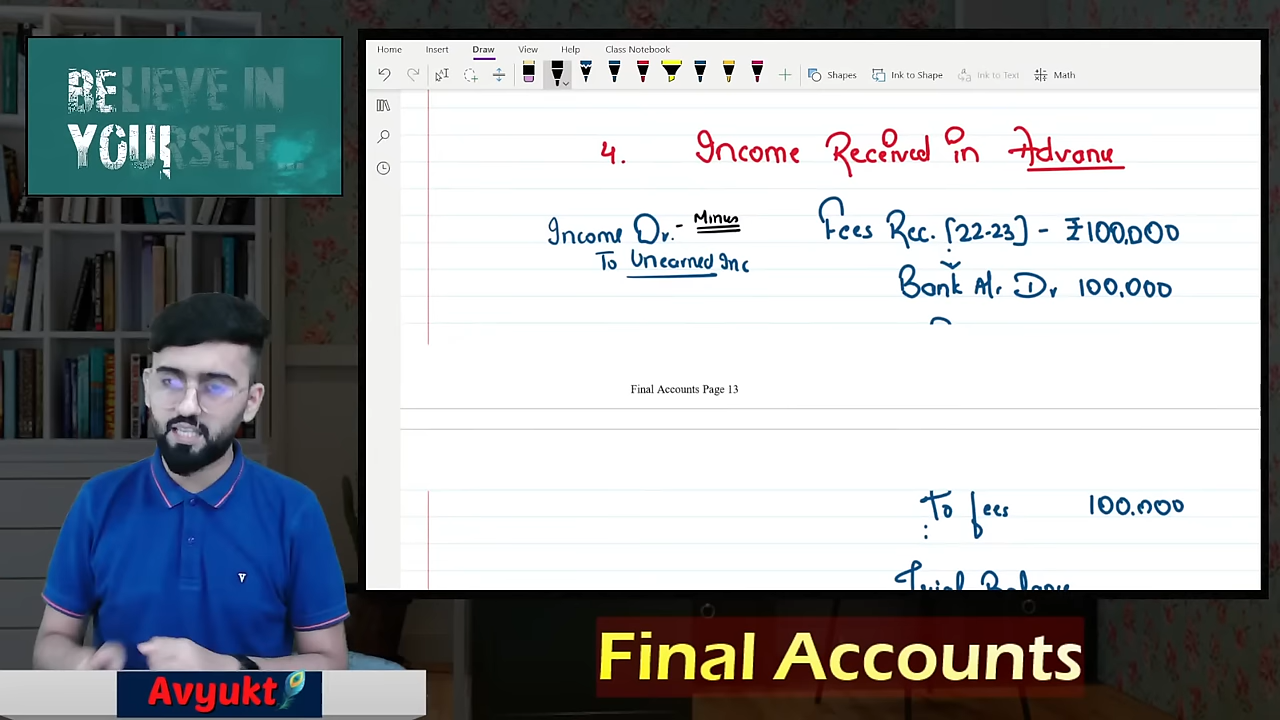 BELIEVE IN
YOURSELF...
Home Insert Draw View Help Class Notebook
Shapes Ink to Shape Ink to Text Math
4. Income Received in Advance
Income Dr. - Minus
To Unearned Inc
Fees Rec. [22-23] - ₹100,000
Bank A/c Dr 100,000
Final Accounts Page 13
To fees 100,000
Trial Balance
Final Accounts
Avyukt